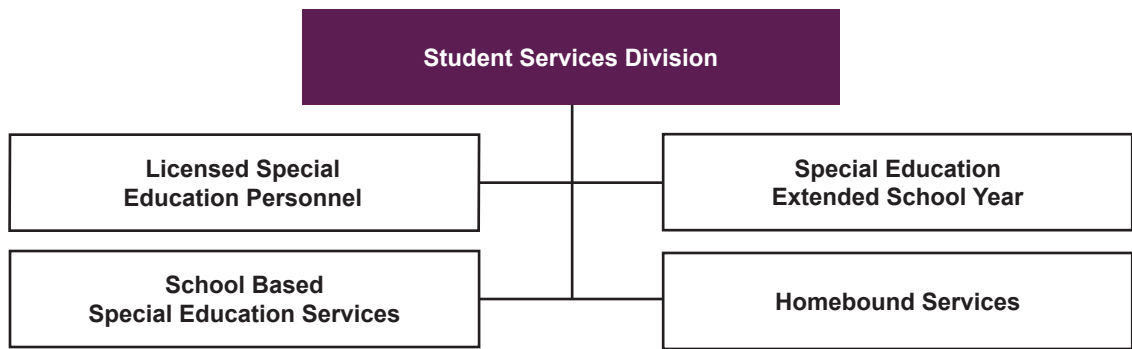 Student Services Division
Licensed Special
Education Personnel
Special Education
Extended School Year
School Based
Special Education Services
Homebound Services